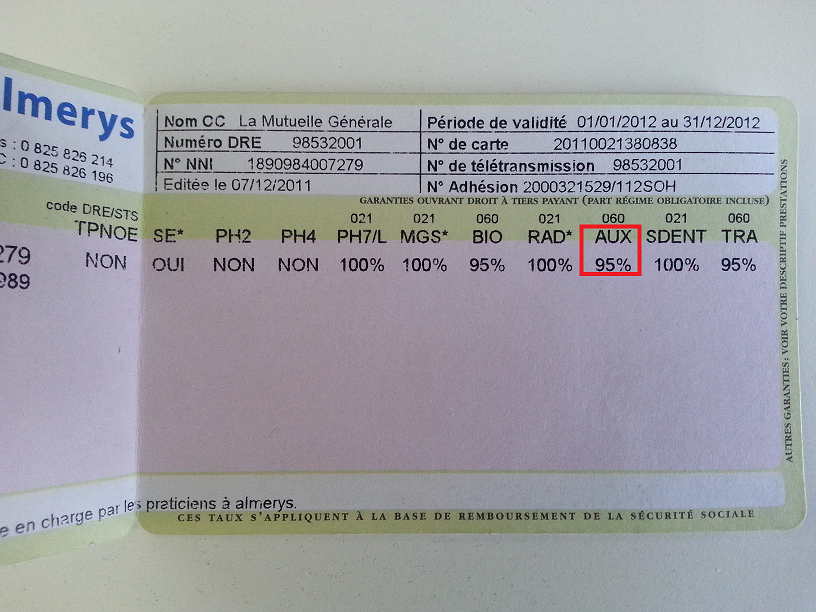 lmerys
s : 0 825 826 214
C : 0 825 826 196
Nom CC La Mutuelle Générale
Période de validité 01/01/2012 au 31/12/2012
Numéro DRE 98532001
N° de carte 20110021380838
N° NNI 1890984007279
N° de télétransmission 98532001
Editée le 07/12/2011
N° Adhésion 2000321529/112SOH
GARANTIES OUVRANT DROIT À TIERS PAYANT (PART RÉGIME OBLIGATOIRE INCLUSE)
code DRE/STS
021 021 060 021 060 021 060
TPNOE SE* PH2 PH4 PH7/L MGS* BIO RAD* AUX SDENT TRA
279 NON OUI NON NON 100% 100% 95% 100% 95% 100% 95%
989
AUTRES GARANTIES : VOIR VOTRE DESCRIPTIF PRESTATIONS
e en charge par les praticiens à almerys.
CES TAUX S'APPLIQUENT À LA BASE DE REMBOURSEMENT DE LA SÉCURITÉ SOCIALE